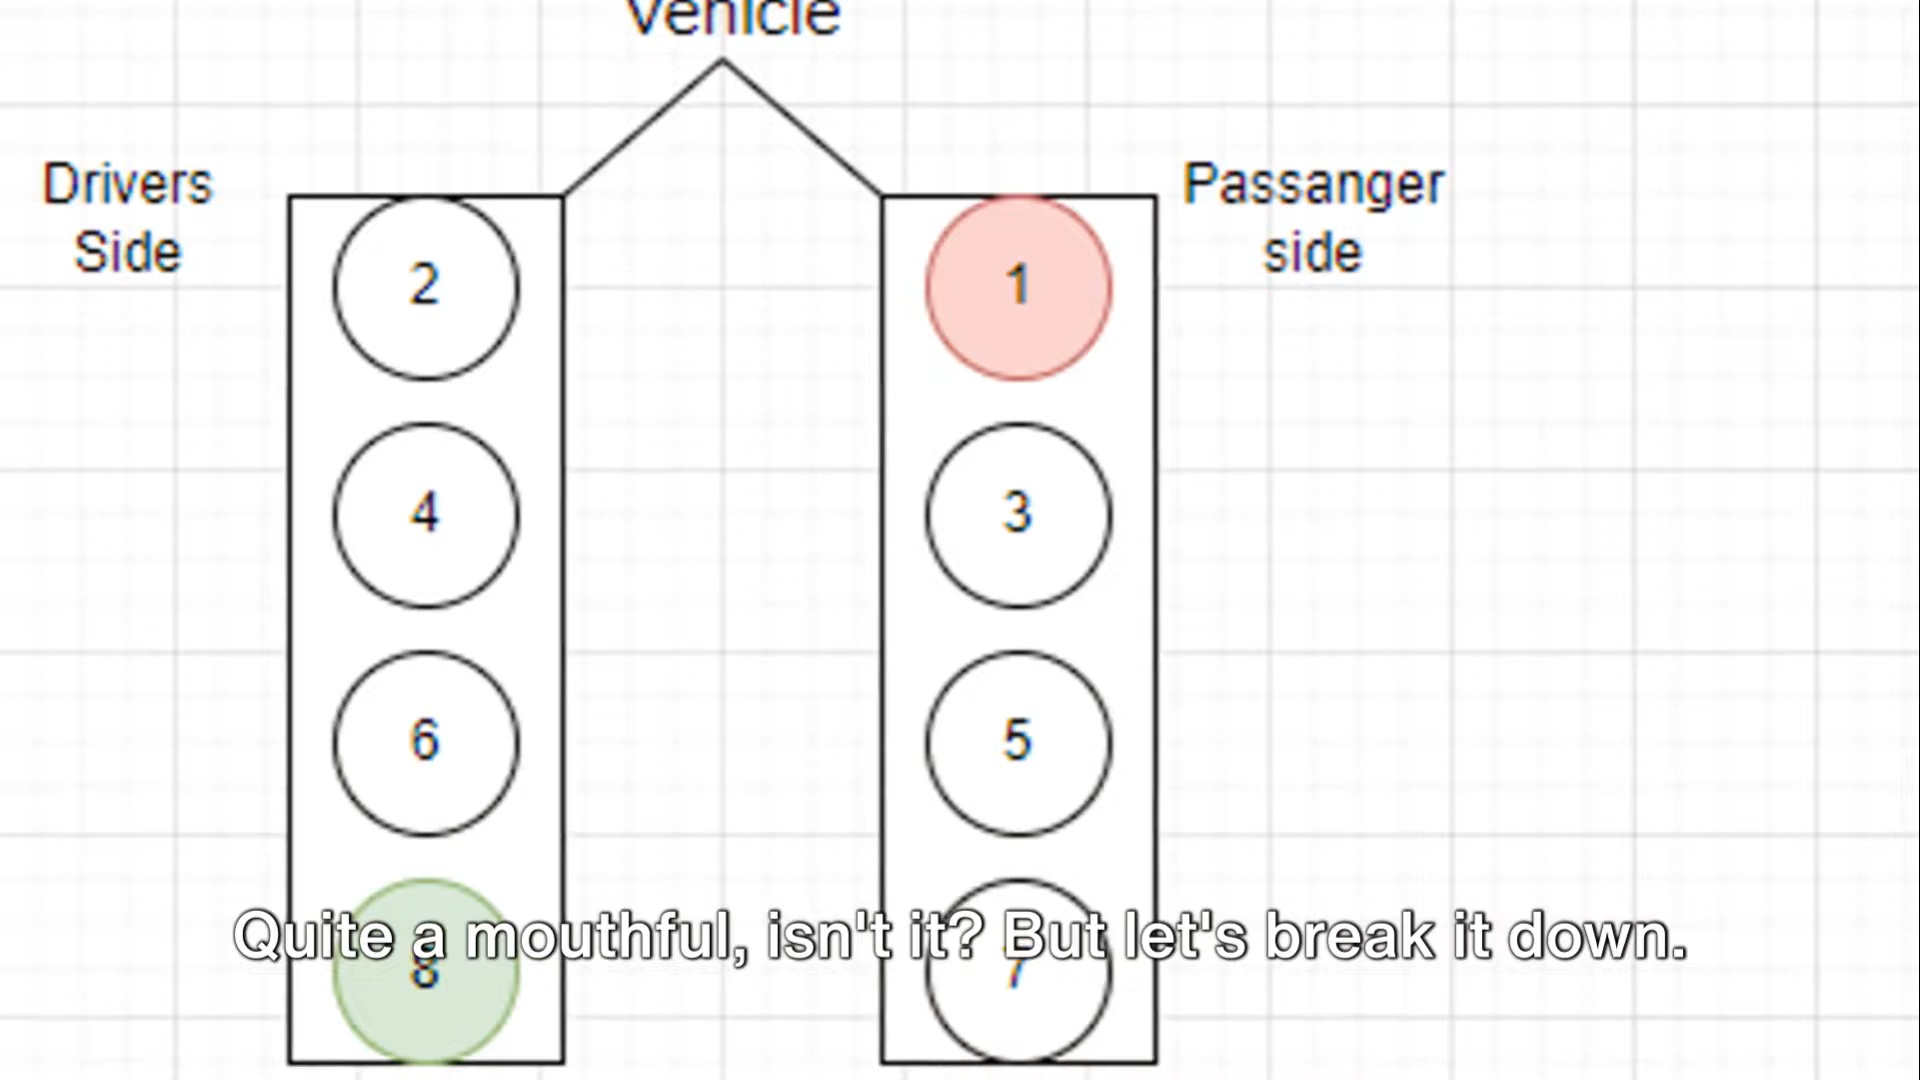 Vehicle
Drivers
Side
Passanger
side
2
1
4
3
6
5
8
7
Quite a mouthful, isn't it? But let's break it down.